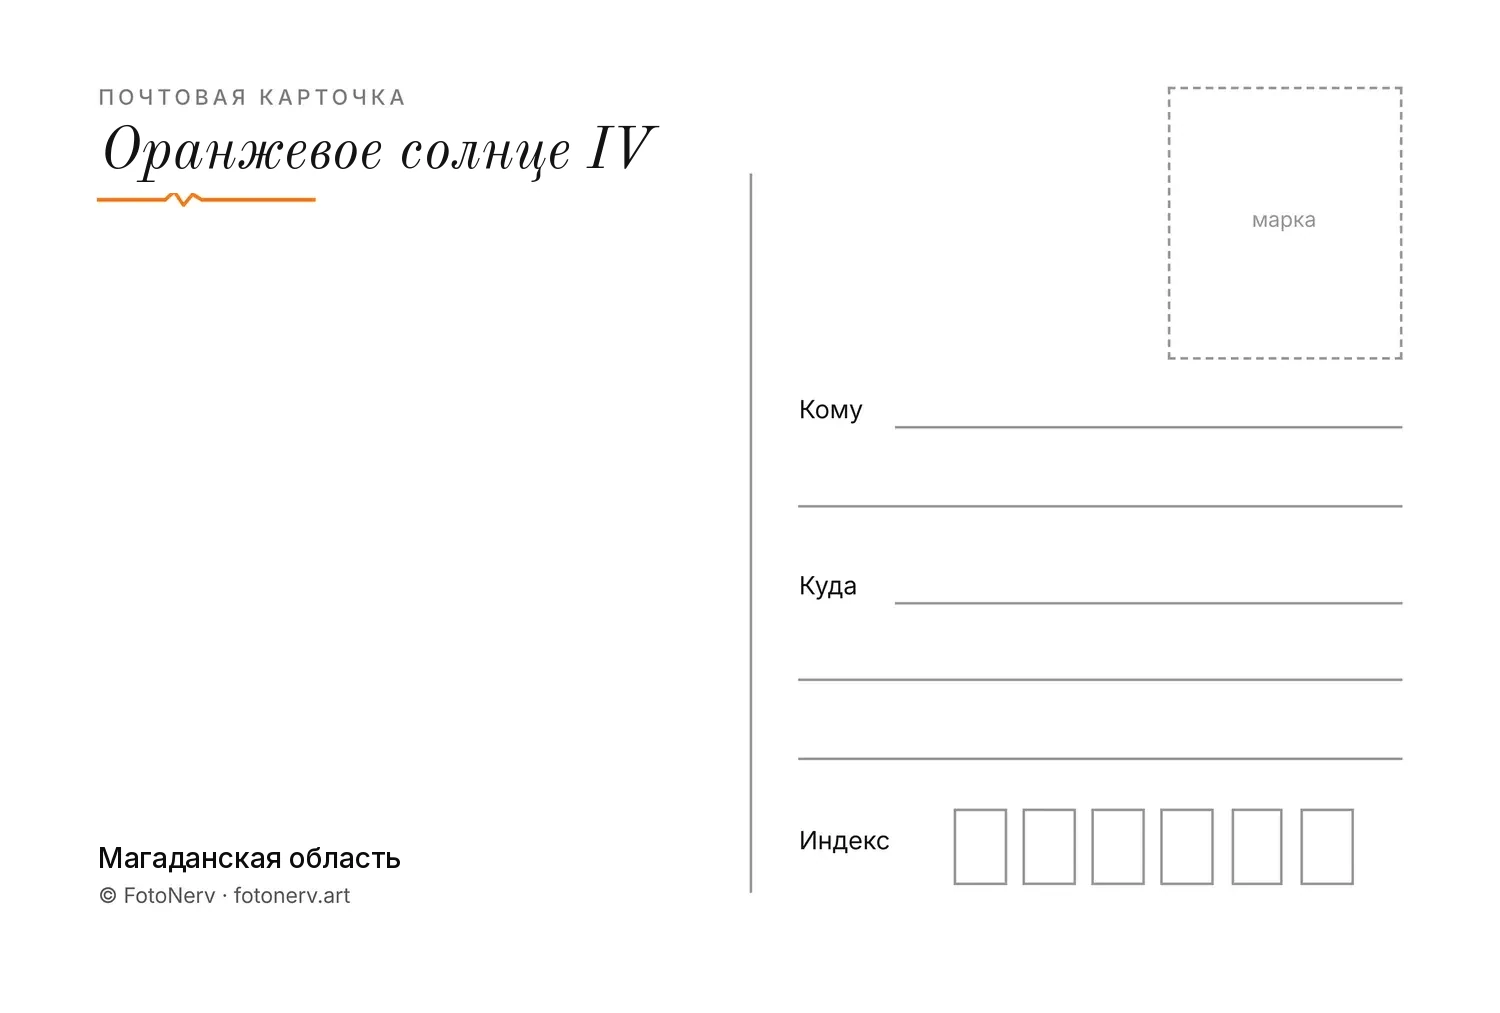 ПОЧТОВАЯ КАРТОЧКА
Оранжевое солнце IV
марка
Кому
Куда
Индекс
Магаданская область
© FotoNerv · fotonerv.art